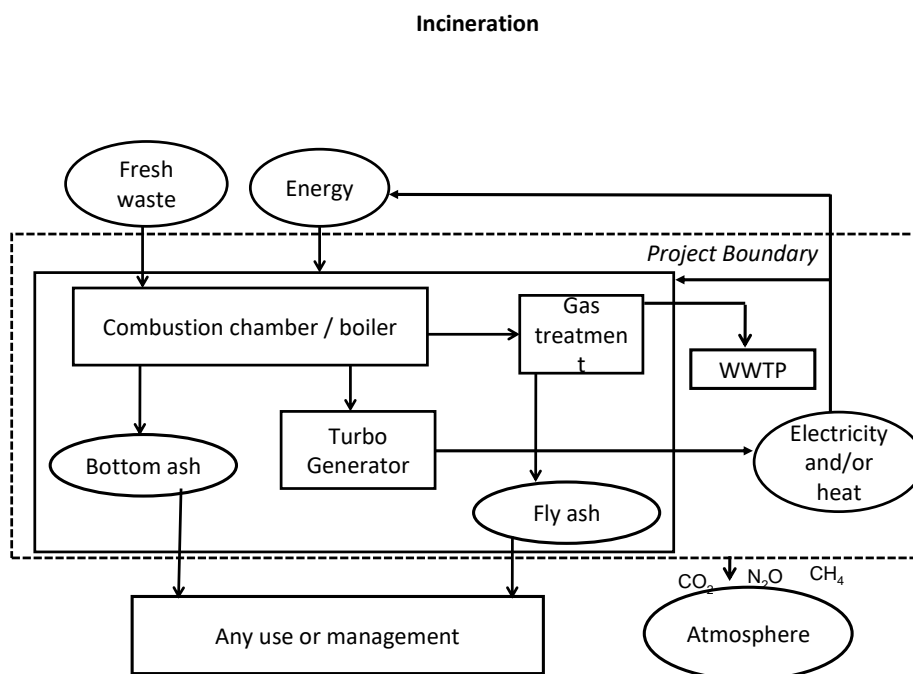 Incineration
Fresh
waste
Energy
Project Boundary
Combustion chamber / boiler
Gas
treatmen
t
WWTP
Turbo
Generator
Electricity
and/or
heat
Bottom ash
Fly ash
CO₂ N₂O CH₄
Any use or management
Atmosphere